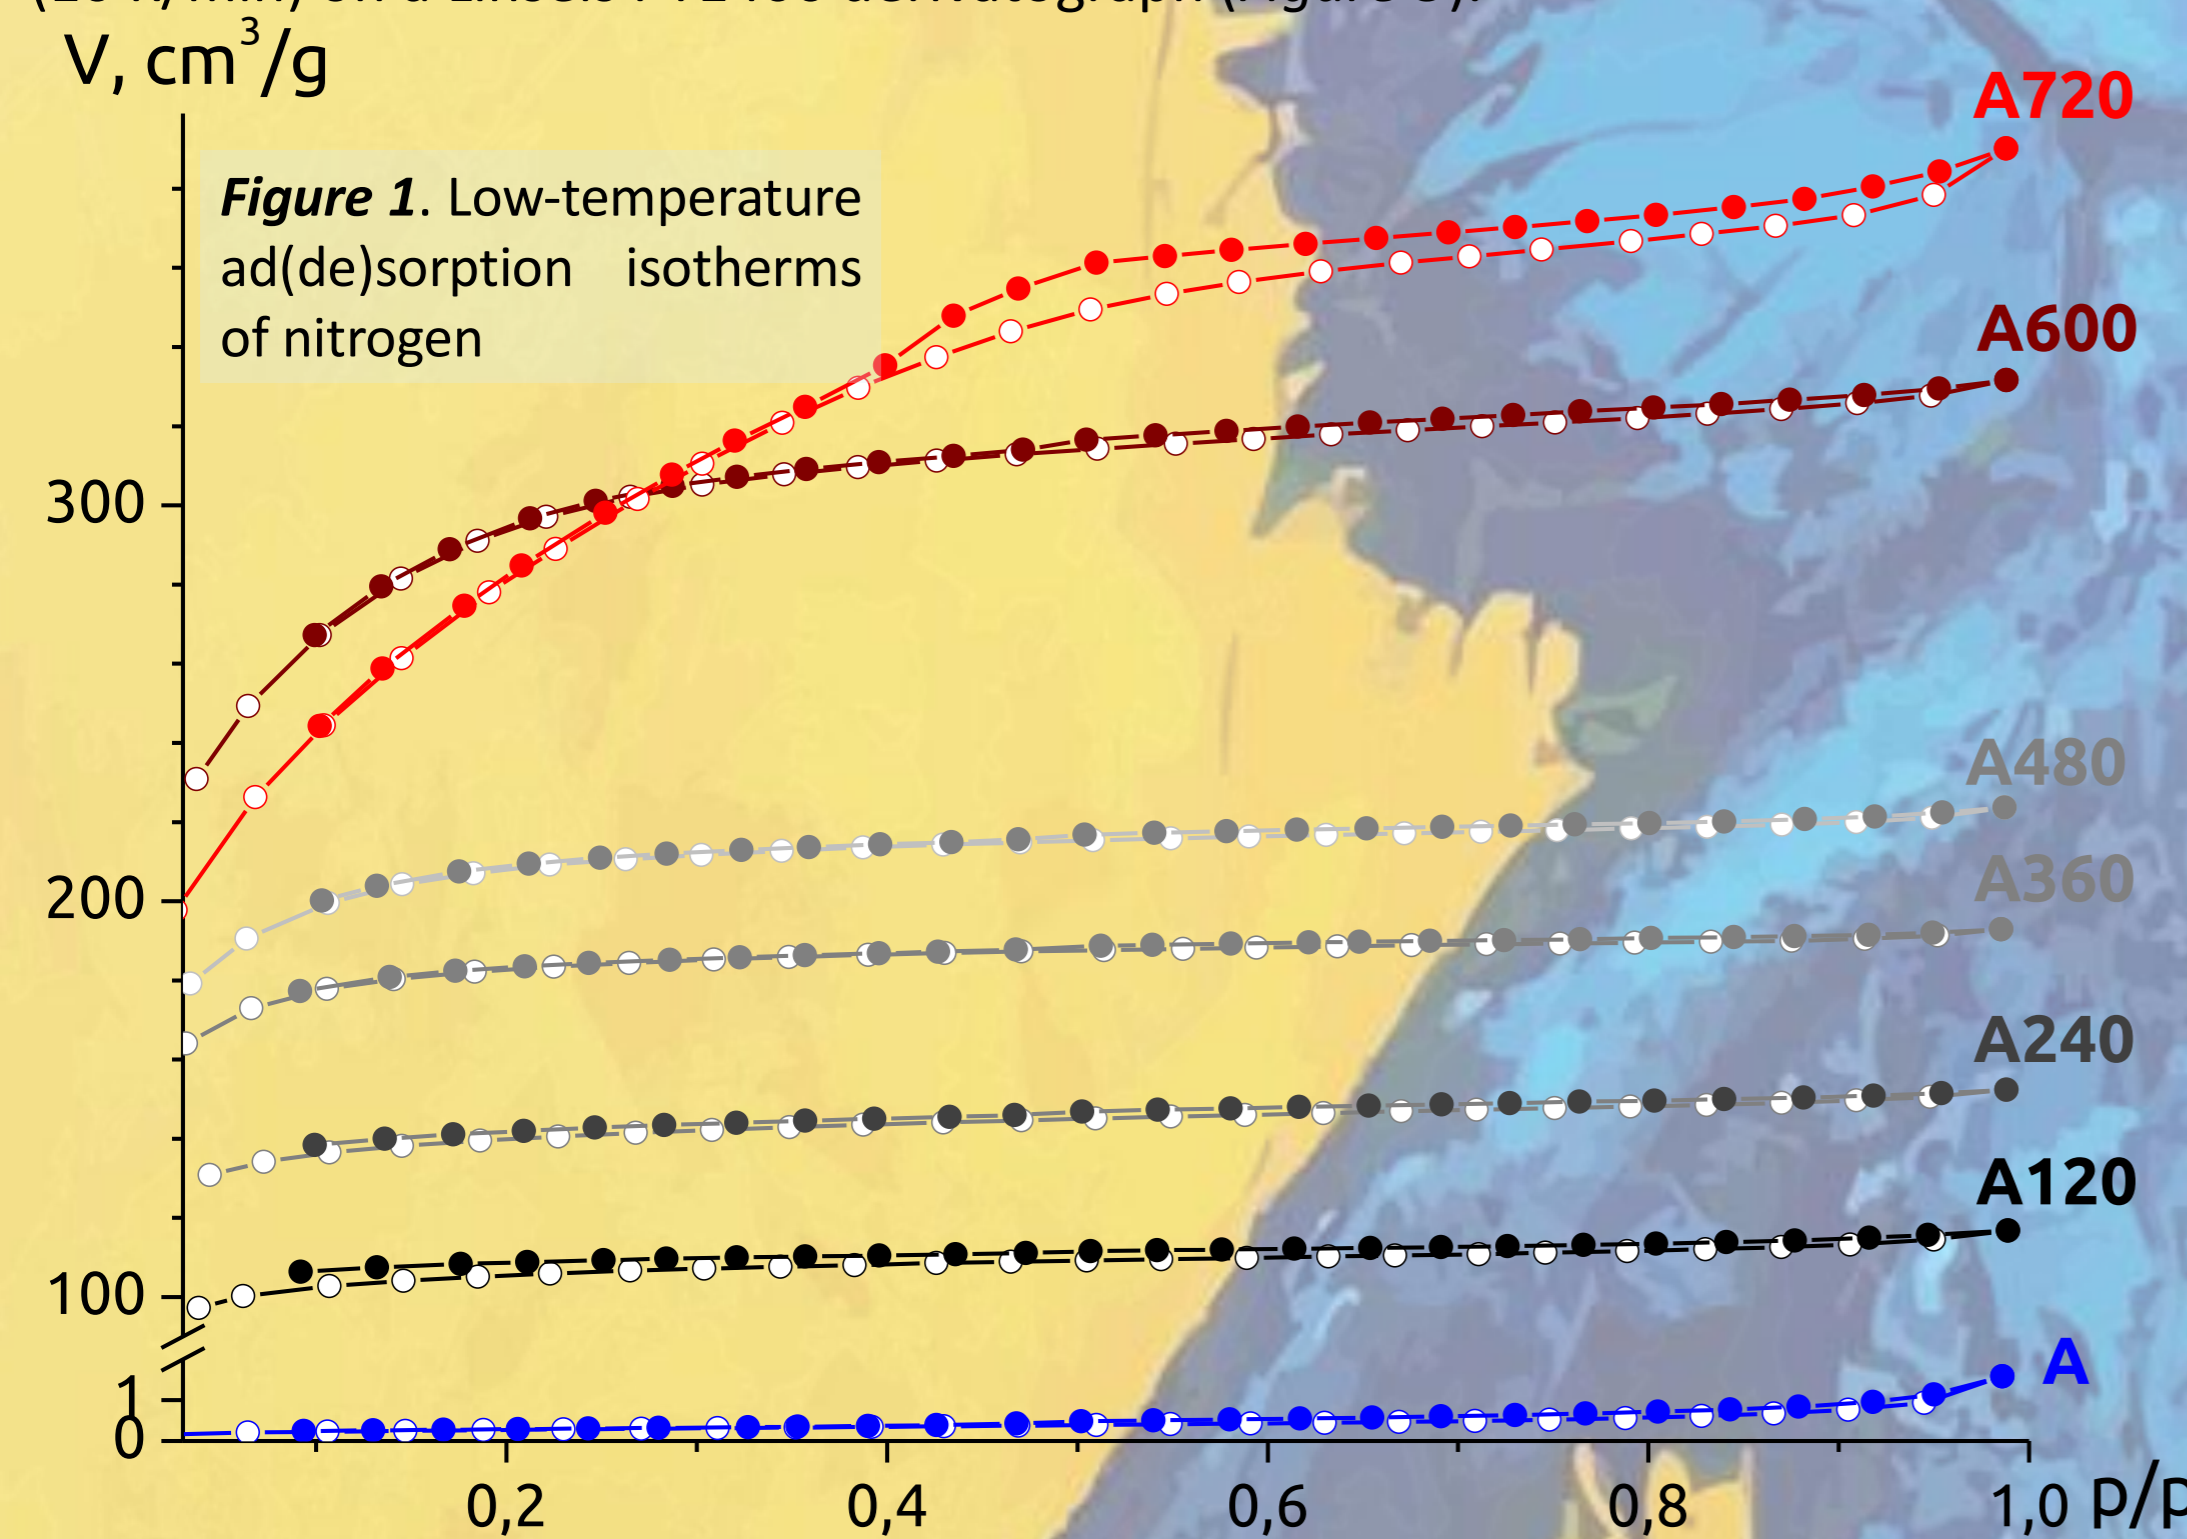 V, cm³/g
A720
Figure 1. Low-temperature
ad(de)sorption isotherms
of nitrogen
A600
300
A480
A360
200
A240
A120
100
A
1
0
0,2 0,4 0,6 0,8 1,0 p/p